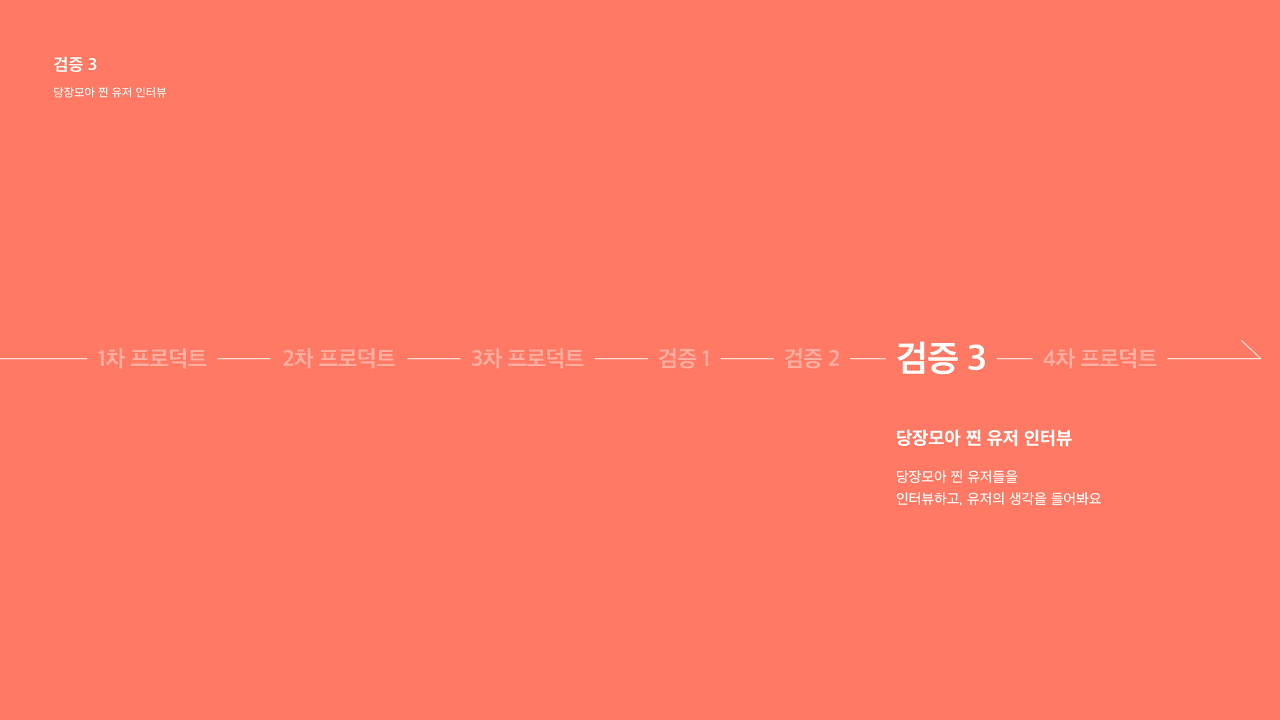 검증 3
당장모아 찐 유저 인터뷰
1차 프로덕트 2차 프로덕트 3차 프로덕트 검증 1 검증 2 검증 3 4차 프로덕트
당장모아 찐 유저 인터뷰
당장모아 찐 유저들을
인터뷰하고, 유저의 생각을 들어봐요